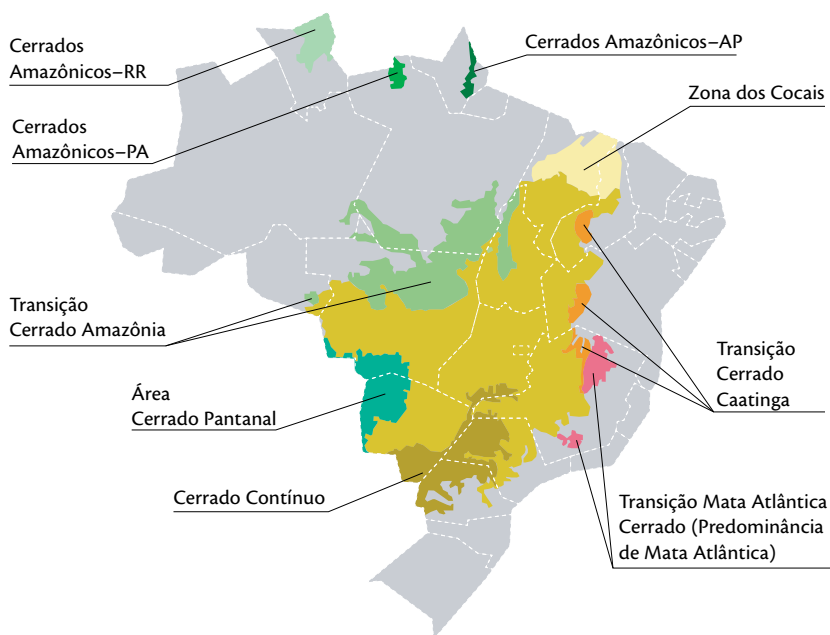 Cerrados
Amazônicos–RR
Cerrados Amazônicos–AP
Zona dos Cocais
Cerrados
Amazônicos–PA
Transição
Cerrado Amazônia
Transição
Cerrado
Caatinga
Área
Cerrado Pantanal
Cerrado Contínuo
Transição Mata Atlântica
Cerrado (Predominância
de Mata Atlântica)